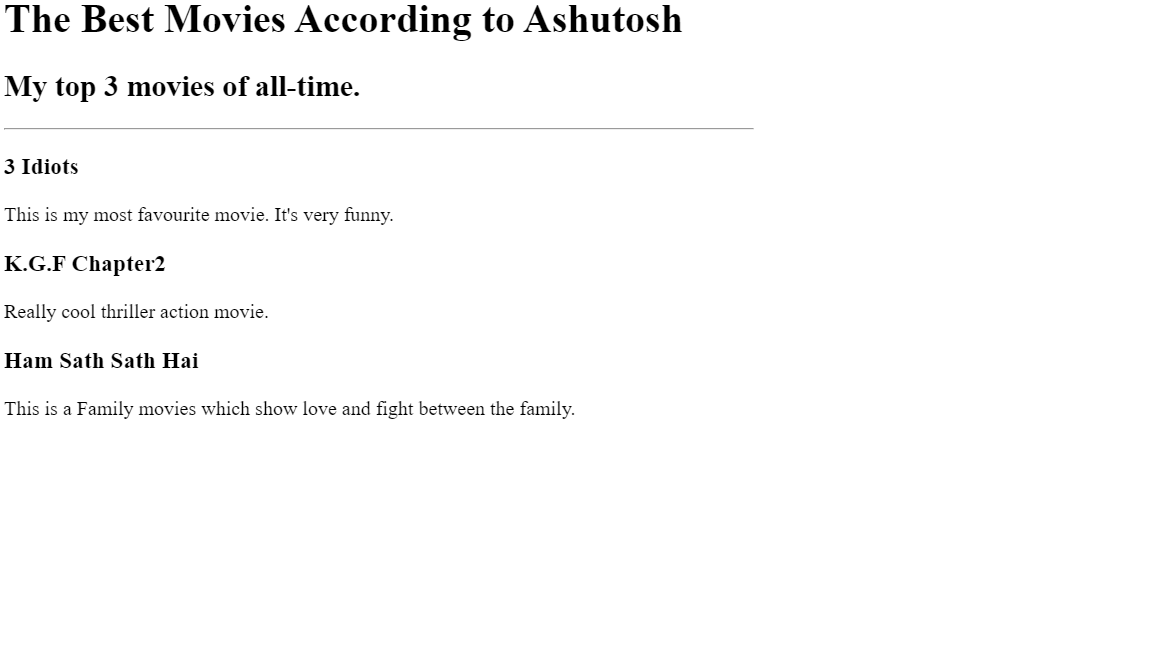 The Best Movies According to Ashutosh
My top 3 movies of all-time.
3 Idiots
This is my most favourite movie. It's very funny.
K.G.F Chapter2
Really cool thriller action movie.
Ham Sath Sath Hai
This is a Family movies which show love and fight between the family.